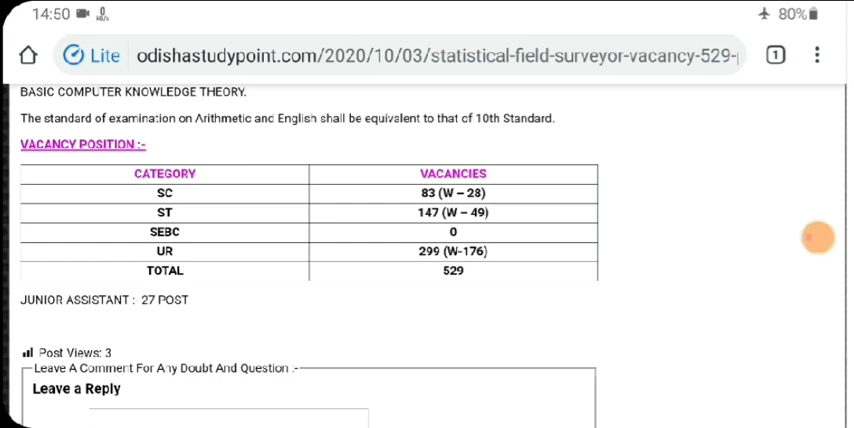 14:50 0 KB/s 80%
Lite odishastudypoint.com/2020/10/03/statistical-field-surveyor-vacancy-529- 1
BASIC COMPUTER KNOWLEDGE THEORY.
The standard of examination on Arithmetic and English shall be equivalent to that of 10th Standard.
VACANCY POSITION :-
CATEGORY VACANCIES
SC 83 (W – 28)
ST 147 (W – 49)
SEBC 0
UR 299 (W-176)
TOTAL 529
JUNIOR ASSISTANT : 27 POST
Post Views: 3
Leave A Comment For Any Doubt And Question :-
Leave a Reply